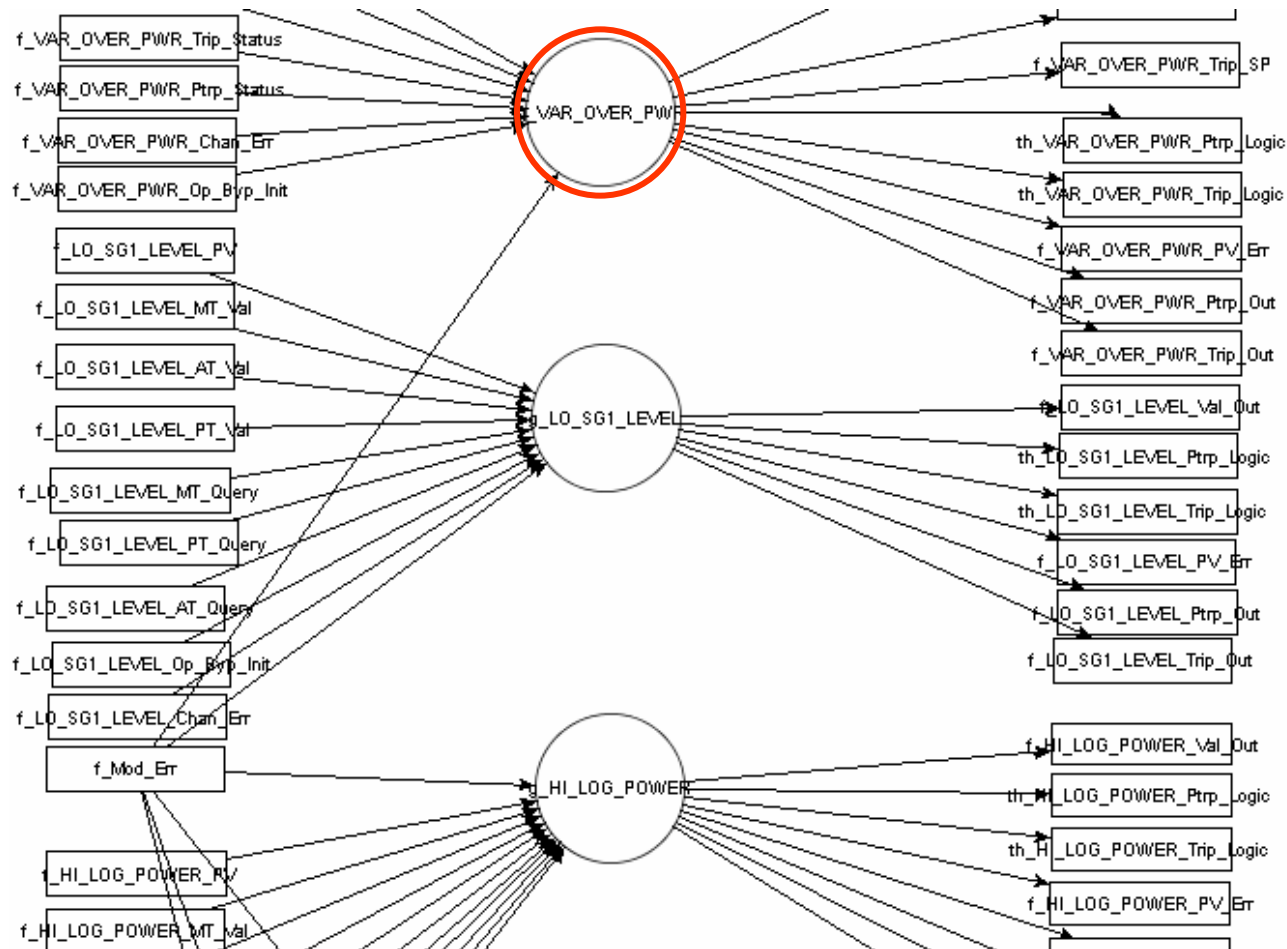 f_VAR_OVER_PWR_Trip_Status
f_VAR_OVER_PWR_Ptrp_Status
f_VAR_OVER_PWR_Chan_Err
f_VAR_OVER_PWR_Op_Byp_Init
f_LO_SG1_LEVEL_PV
f_LO_SG1_LEVEL_MT_Val
f_LO_SG1_LEVEL_AT_Val
f_LO_SG1_LEVEL_PT_Val
f_LO_SG1_LEVEL_MT_Query
f_LO_SG1_LEVEL_PT_Query
f_LO_SG1_LEVEL_AT_Query
f_LO_SG1_LEVEL_Op_Byp_Init
f_LO_SG1_LEVEL_Chan_Err
f_Mod_Err
f_HI_LOG_POWER_PV
f_HI_LOG_POWER_MT_Val
VAR_OVER_PW
g_LO_SG1_LEVEL
g_HI_LOG_POWER
f_VAR_OVER_PWR_Trip_SP
th_VAR_OVER_PWR_Ptrp_Logic
th_VAR_OVER_PWR_Trip_Logic
f_VAR_OVER_PWR_PV_Err
f_VAR_OVER_PWR_Ptrp_Out
f_VAR_OVER_PWR_Trip_Out
f_LO_SG1_LEVEL_Val_Out
th_LO_SG1_LEVEL_Ptrp_Logic
th_LO_SG1_LEVEL_Trip_Logic
f_LO_SG1_LEVEL_PV_Err
f_LO_SG1_LEVEL_Ptrp_Out
f_LO_SG1_LEVEL_Trip_Out
f_HI_LOG_POWER_Val_Out
th_HI_LOG_POWER_Ptrp_Logic
th_HI_LOG_POWER_Trip_Logic
f_HI_LOG_POWER_PV_Err